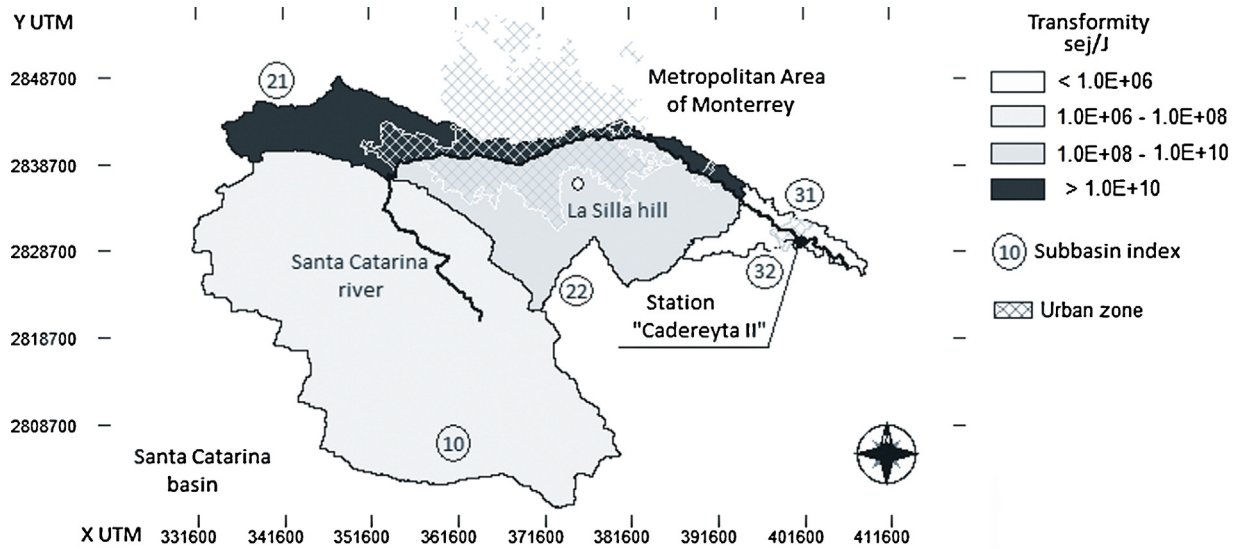 Y UTM
2848700
2838700
2828700
2818700
2808700
21
Metropolitan Area
of Monterrey
La Silla hill
31
32
Santa Catarina
river
22
Station
"Cadereyta II"
10
Santa Catarina
basin
X UTM
331600 341600 351600 361600 371600 381600 391600 401600 411600
Transformity
sej/J
< 1.0E+06
1.0E+06 - 1.0E+08
1.0E+08 - 1.0E+10
> 1.0E+10
10 Subbasin index
Urban zone